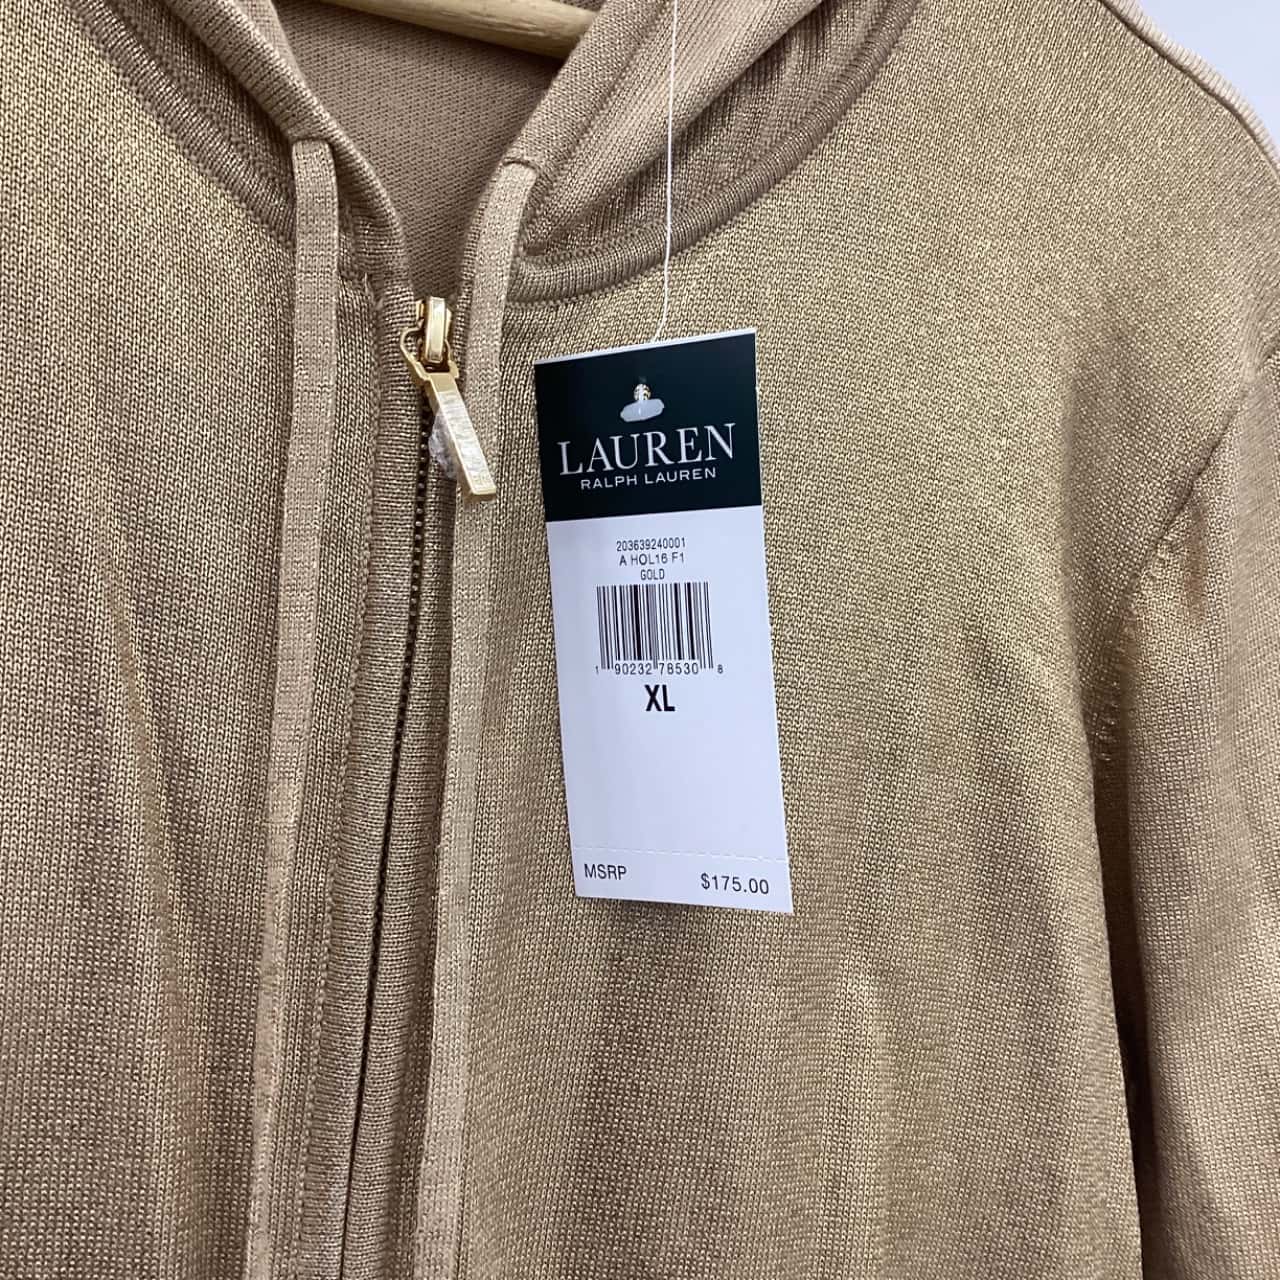 LAUREN
RALPH LAUREN
203639240001
A HOL16 F1
GOLD
1 90232 78530 8
XL
MSRP $175.00